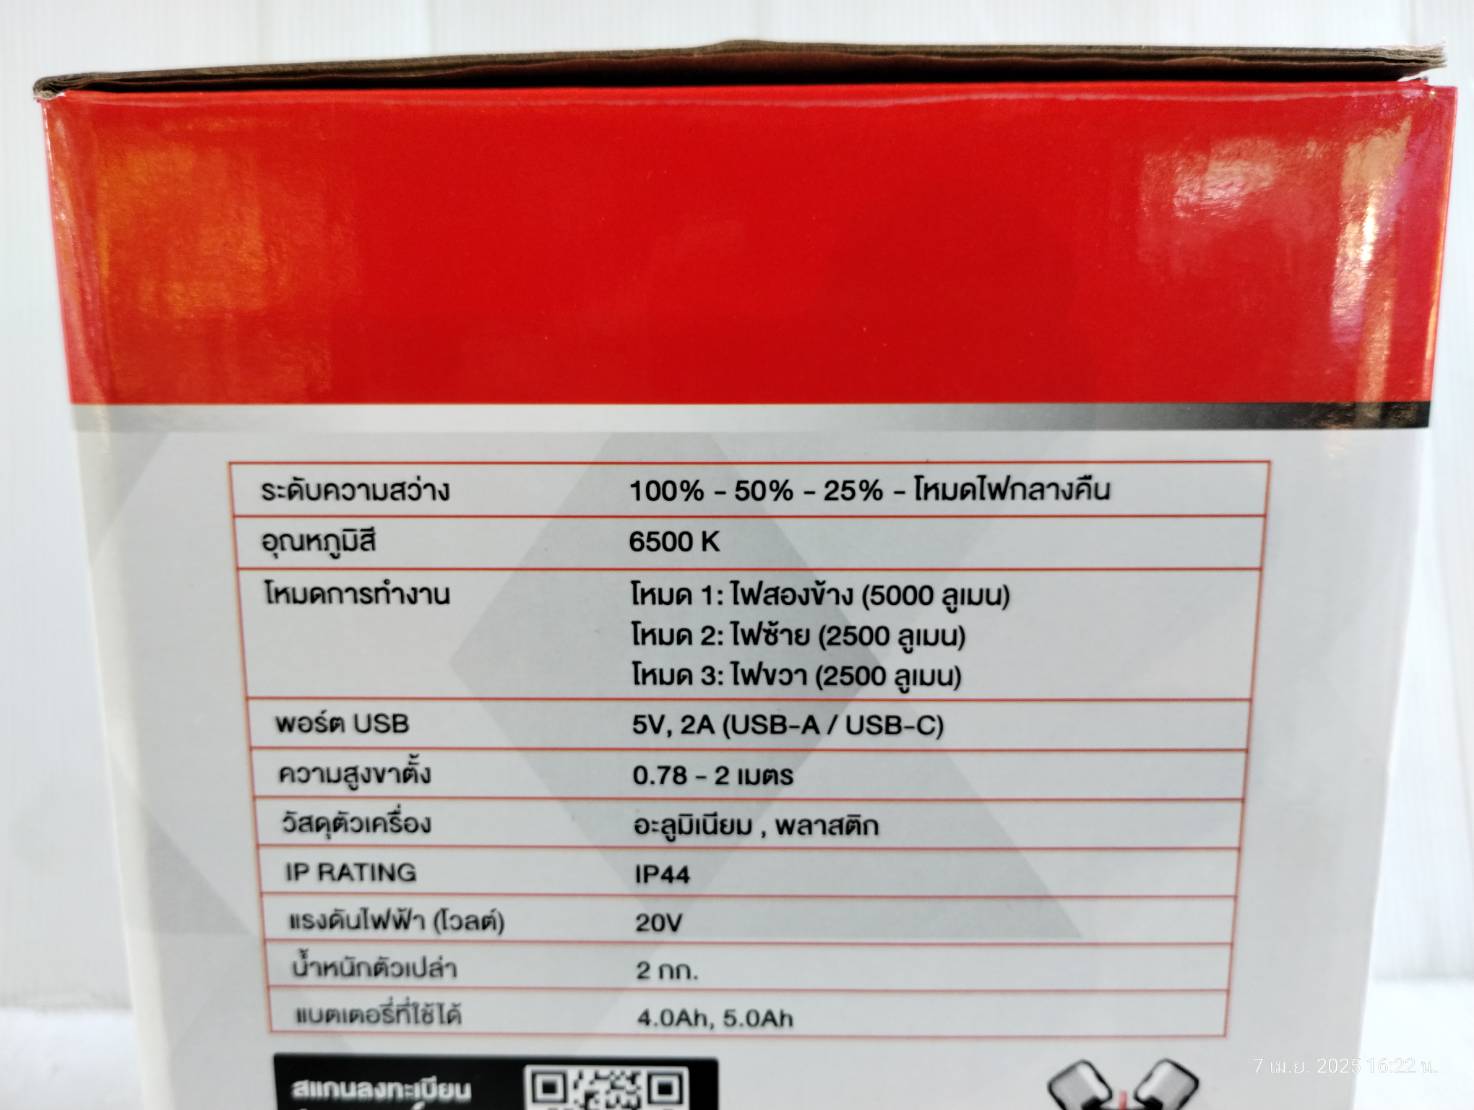 ระดับความสว่าง 100% - 50% - 25% - โหมดไฟกลางคืน
อุณหภูมิสี 6500 K
โหมดการทำงาน โหมด 1: ไฟสองข้าง (5000 ลูเมน)
โหมด 2: ไฟซ้าย (2500 ลูเมน)
โหมด 3: ไฟขวา (2500 ลูเมน)
พอร์ต USB 5V, 2A (USB-A / USB-C)
ความสูงขาตั้ง 0.78 - 2 เมตร
วัสดุตัวเครื่อง อะลูมิเนียม , พลาสติก
IP RATING IP44
แรงดันไฟฟ้า (โวลต์) 20V
น้ำหนักตัวเปล่า 2 กก.
แบตเตอรี่ที่ใช้ได้ 4.0Ah, 5.0Ah
สแกนลงทะเบียน
7 เม.ย. 2025 16:22 น.